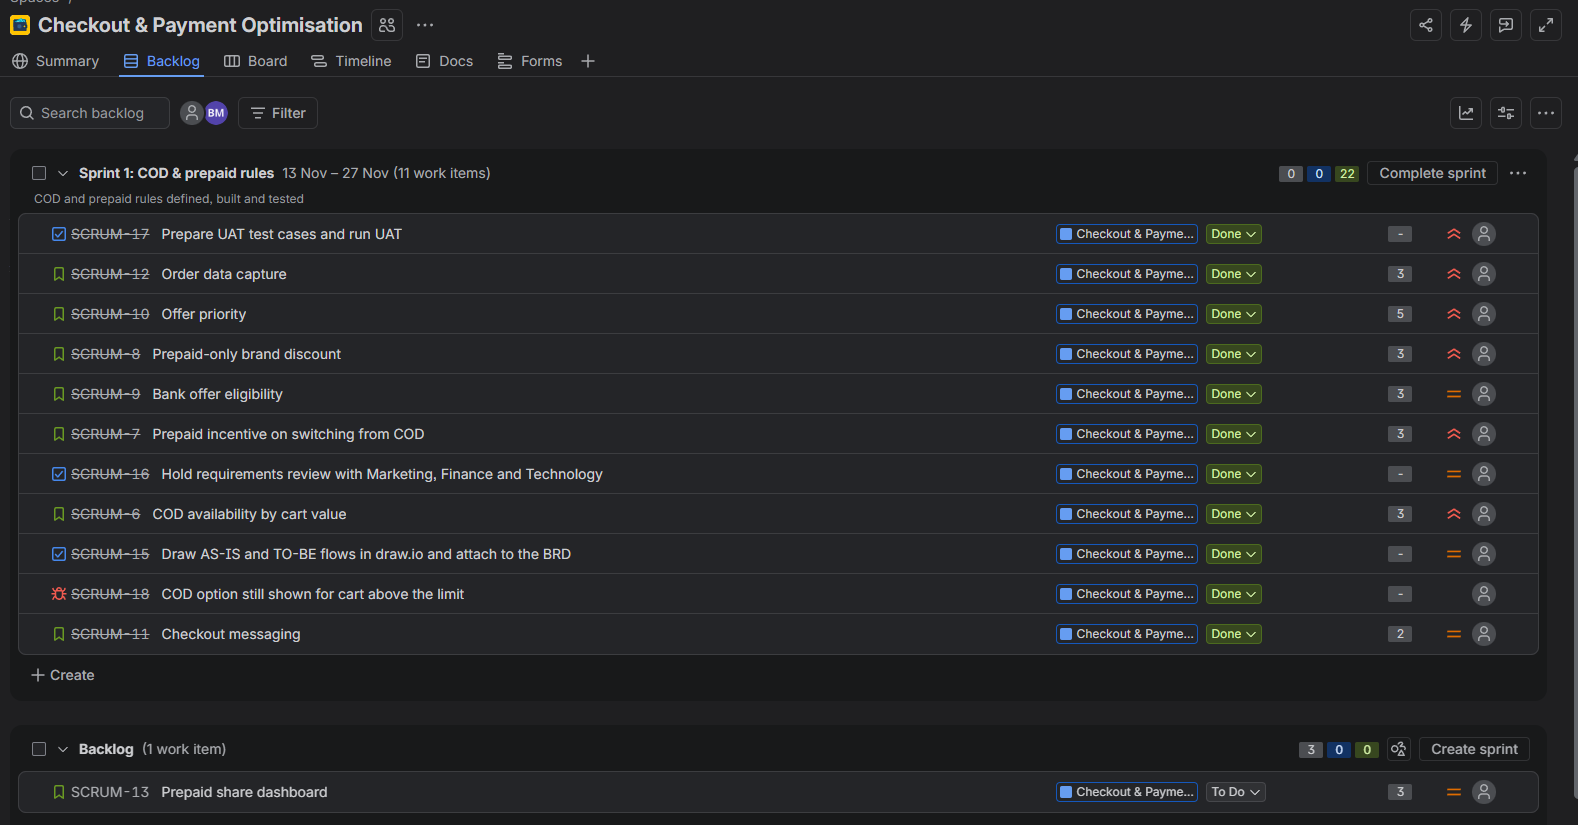 Checkout & Payment Optimisation
Summary Backlog Board Timeline Docs Forms
Search backlog BM Filter
Sprint 1: COD & prepaid rules 13 Nov – 27 Nov (11 work items) 0 0 22 Complete sprint
COD and prepaid rules defined, built and tested
SCRUM-17 Prepare UAT test cases and run UAT Checkout & Payme... Done -
SCRUM-12 Order data capture Checkout & Payme... Done 3
SCRUM-10 Offer priority Checkout & Payme... Done 5
SCRUM-8 Prepaid-only brand discount Checkout & Payme... Done 3
SCRUM-9 Bank offer eligibility Checkout & Payme... Done 3
SCRUM-7 Prepaid incentive on switching from COD Checkout & Payme... Done 3
SCRUM-16 Hold requirements review with Marketing, Finance and Technology Checkout & Payme... Done -
SCRUM-6 COD availability by cart value Checkout & Payme... Done 3
SCRUM-15 Draw AS-IS and TO-BE flows in draw.io and attach to the BRD Checkout & Payme... Done -
SCRUM-18 COD option still shown for cart above the limit Checkout & Payme... Done -
SCRUM-11 Checkout messaging Checkout & Payme... Done 2
Create
Backlog (1 work item) 3 0 0 Create sprint
SCRUM-13 Prepaid share dashboard Checkout & Payme... To Do 3